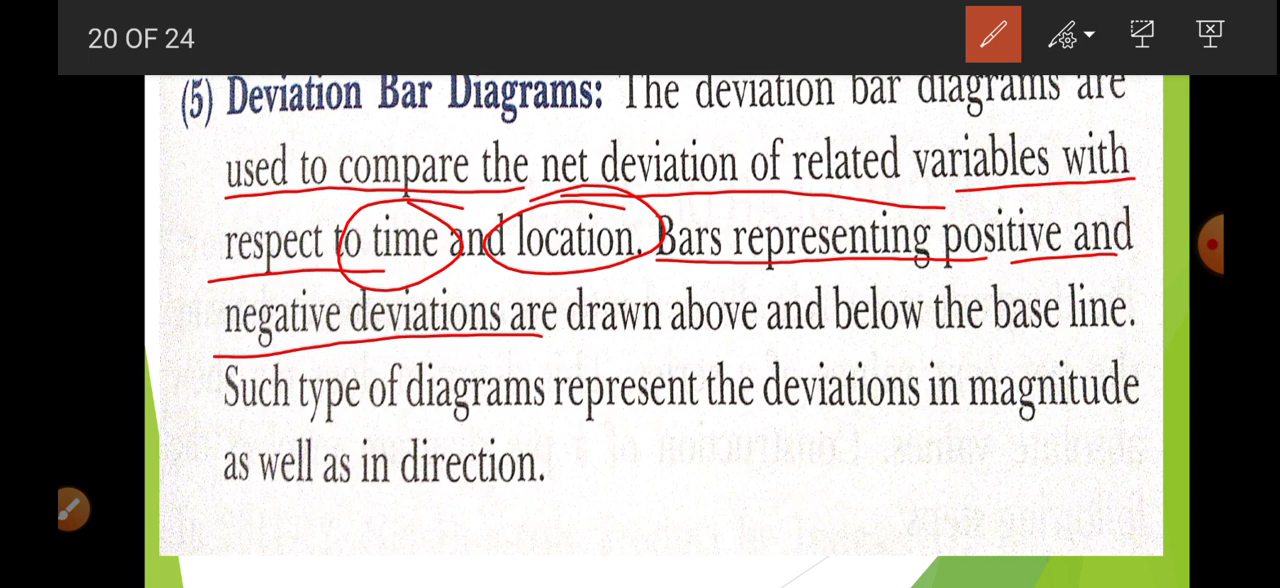 20 OF 24
(5) Deviation Bar Diagrams: The deviation bar diagrams are
used to compare the net deviation of related variables with
respect to time and location. Bars representing positive and
negative deviations are drawn above and below the base line.
Such type of diagrams represent the deviations in magnitude
as well as in direction.